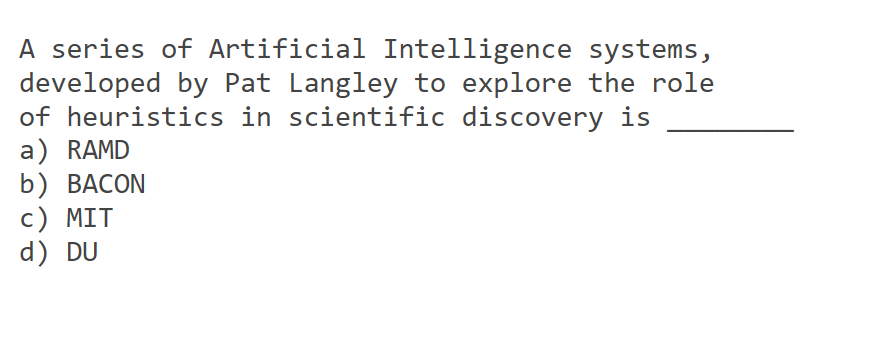 A series of Artificial Intelligence systems,
developed by Pat Langley to explore the role
of heuristics in scientific discovery is ________
a) RAMD
b) BACON
c) MIT
d) DU